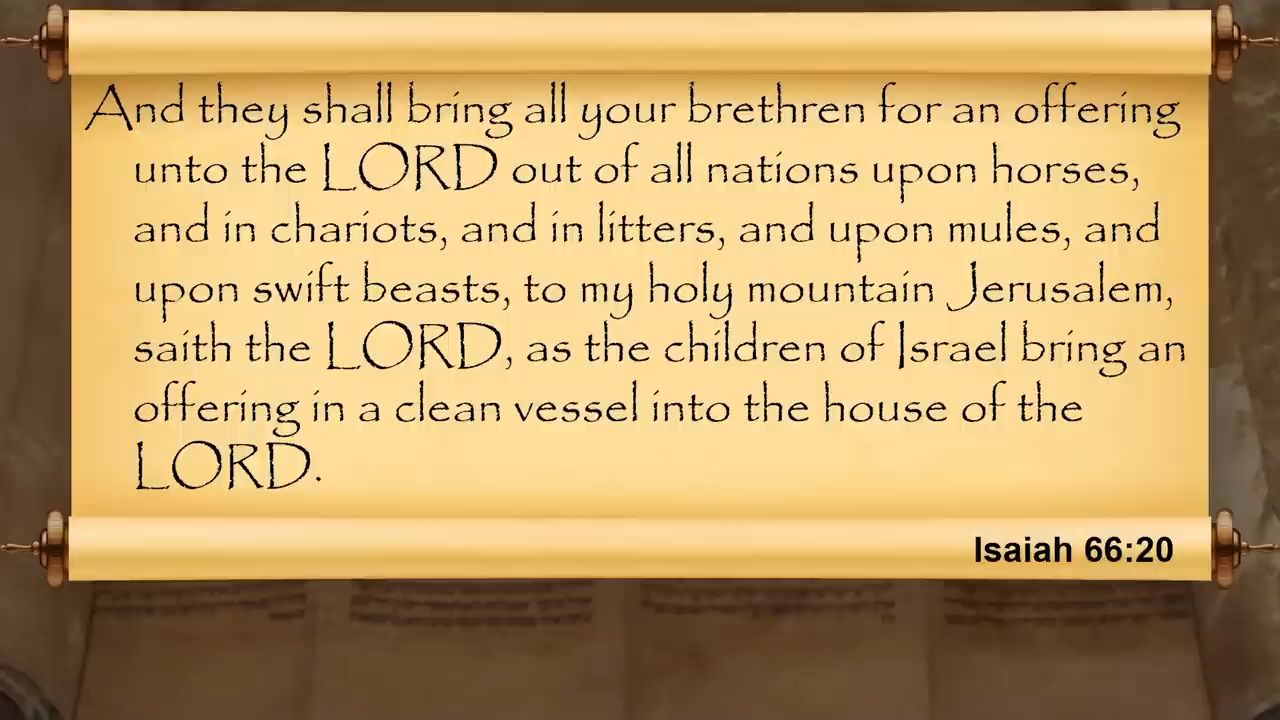 And they shall bring all your brethren for an offering
unto the LORD out of all nations upon horses,
and in chariots, and in litters, and upon mules, and
upon swift beasts, to my holy mountain Jerusalem,
saith the LORD, as the children of Israel bring an
offering in a clean vessel into the house of the
LORD.
Isaiah 66:20